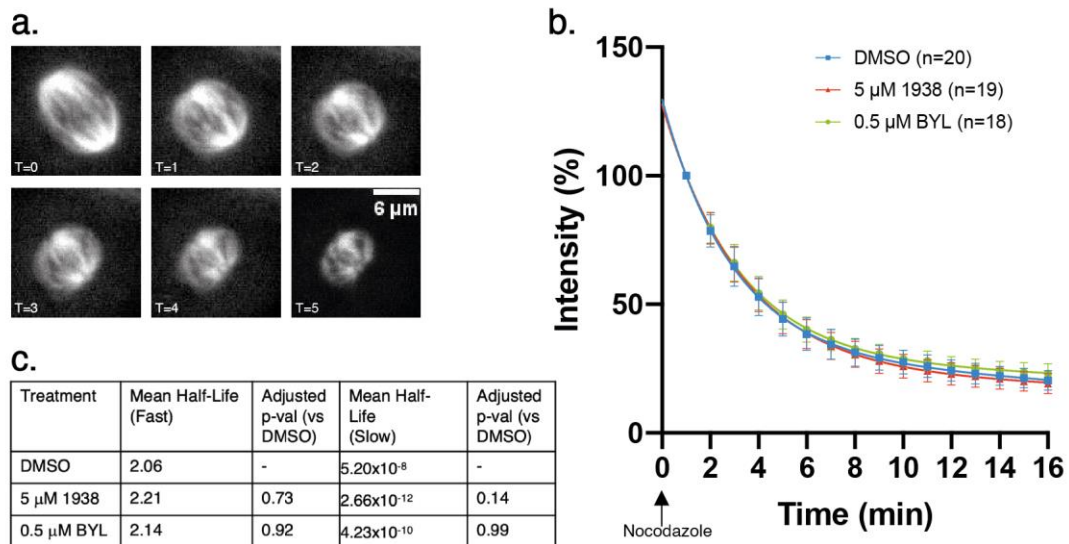 a.
T=0
T=1
T=2
6 μm
T=3
T=4
T=5
b.
150
100
50
0
Intensity (%)
DMSO (n=20)
5 μM 1938 (n=19)
0.5 μM BYL (n=18)
0 2 4 6 8 10 12 14 16
Time (min)
Nocodazole
c.
Treatment | Mean Half-Life (Fast) | Adjusted p-val (vs DMSO) | Mean Half-Life (Slow) | Adjusted p-val (vs DMSO)
DMSO | 2.06 | - | 5.20x10⁻⁸ | -
5 μM 1938 | 2.21 | 0.73 | 2.66x10⁻¹² | 0.14
0.5 μM BYL | 2.14 | 0.92 | 4.23x10⁻¹⁰ | 0.99